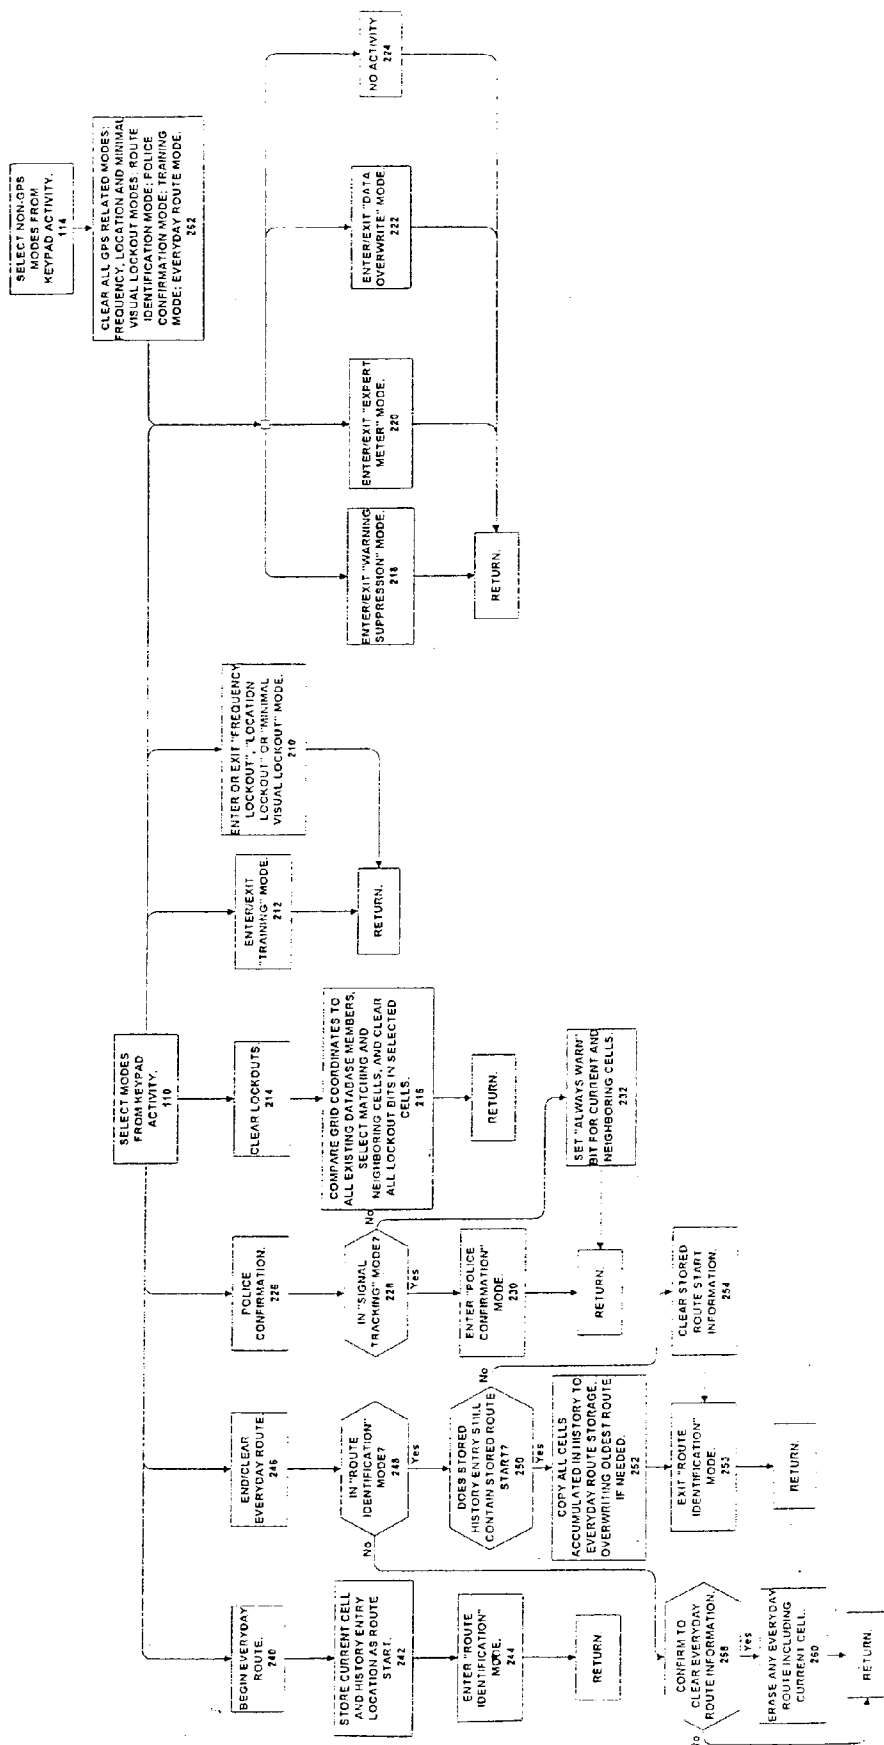 SELECT NON-GPS
MODES FROM
KEYPAD ACTIVITY.
114
CLEAR ALL GPS RELATED MODES:
FREQUENCY, LOCATION AND MINIMAL
VISUAL LOCKOUT MODES; ROUTE
IDENTIFICATION MODE; POLICE
CONFIRMATION MODE; TRAINING
MODE; EVERYDAY ROUTE MODE.
262
NO ACTIVITY
224
ENTER/EXIT "DATA
OVERWRITE" MODE.
222
ENTER/EXIT "EXPERT
METER" MODE.
220
ENTER/EXIT "WARNING
SUPPRESSION" MODE.
218
RETURN.
ENTER OR EXIT "FREQUENCY
LOCKOUT", "LOCATION
LOCKOUT" OR "MINIMAL
VISUAL LOCKOUT" MODE.
210
ENTER/EXIT
"TRAINING" MODE.
212
RETURN.
SELECT MODES
FROM KEYPAD
ACTIVITY.
110
CLEAR LOCKOUTS.
214
COMPARE GRID COORDINATES TO
ALL EXISTING DATABASE MEMBERS,
SELECT MATCHING AND
NEIGHBORING CELLS, AND CLEAR
ALL LOCKOUT BITS IN SELECTED
CELLS.
216
RETURN.
POLICE
CONFIRMATION.
226
IN "SIGNAL
TRACKING" MODE?
228
No
Yes
SET "ALWAYS WARN"
BIT FOR CURRENT AND
NEIGHBORING CELLS.
232
ENTER "POLICE
CONFIRMATION"
MODE.
230
RETURN.
END/CLEAR
EVERYDAY ROUTE.
246
IN "ROUTE
IDENTIFICATION"
MODE?
248
No
Yes
DOES STORED
HISTORY ENTRY STILL
CONTAIN STORED ROUTE
START?
250
No
Yes
CLEAR STORED
ROUTE START
INFORMATION.
254
COPY ALL CELLS
ACCUMULATED IN HISTORY TO
EVERYDAY ROUTE STORAGE,
OVERWRITING OLDEST ROUTE
IF NEEDED.
252
EXIT "ROUTE
IDENTIFICATION"
MODE.
253
RETURN.
BEGIN EVERYDAY
ROUTE.
240
STORE CURRENT CELL
AND HISTORY ENTRY
LOCATION AS ROUTE
START.
242
ENTER "ROUTE
IDENTIFICATION"
MODE.
244
RETURN.
CONFIRM TO
CLEAR EVERYDAY
ROUTE INFORMATION.
258
Yes
ERASE ANY EVERYDAY
ROUTE INCLUDING
CURRENT CELL.
260
RETURN.